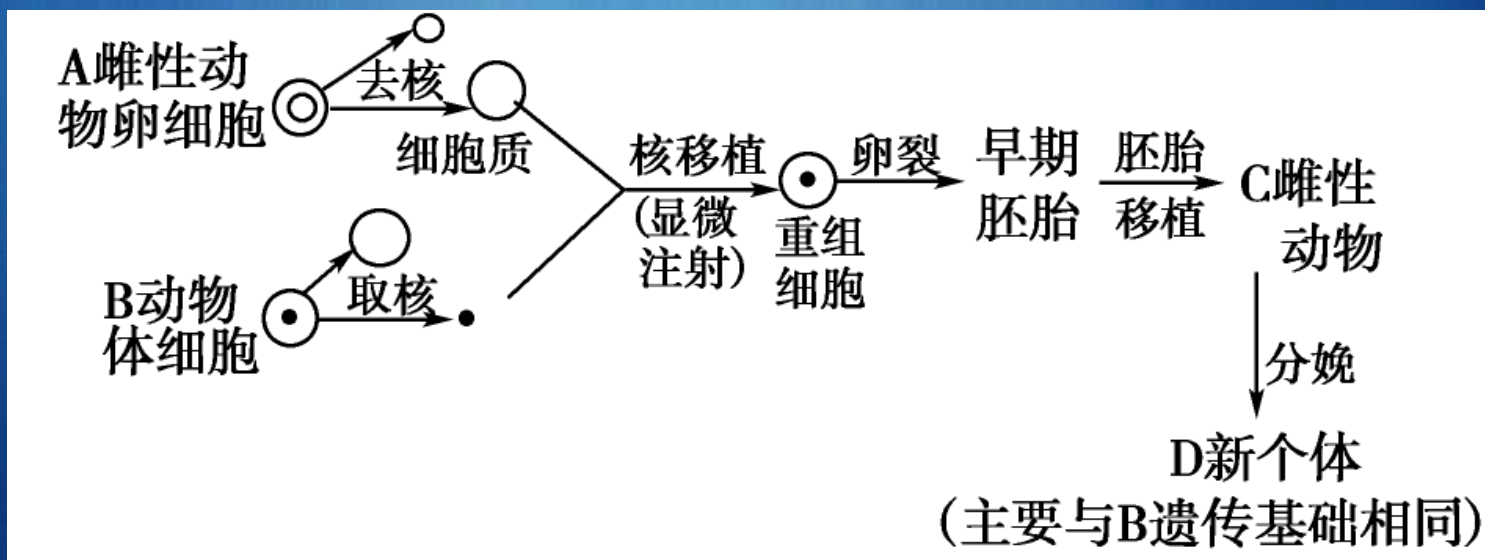 A雌性动
物卵细胞
去核
细胞质
B动物
体细胞
取核
核移植
(显微
注射)
重组
细胞
卵裂
早期
胚胎
胚胎
移植
C雌性
动物
分娩
D新个体
(主要与B遗传基础相同)